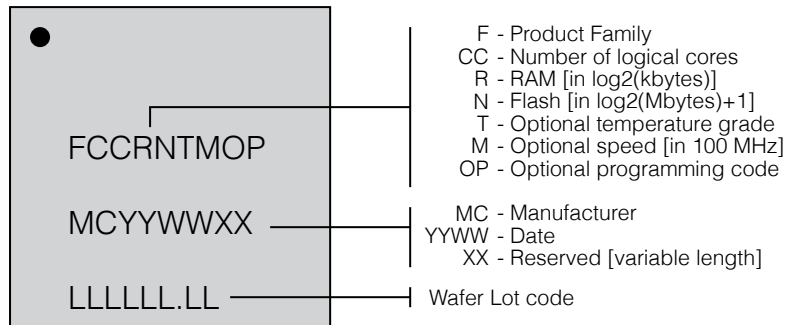 F - Product Family
CC - Number of logical cores
R - RAM [in log2(kbytes)]
N - Flash [in log2(Mbytes)+1]
T - Optional temperature grade
M - Optional speed [in 100 MHz]
OP - Optional programming code
FCCRNTMOP
MC - Manufacturer
YYWW - Date
XX - Reserved [variable length]
MCYYWWXX
LLLLLL.LL
Wafer Lot code